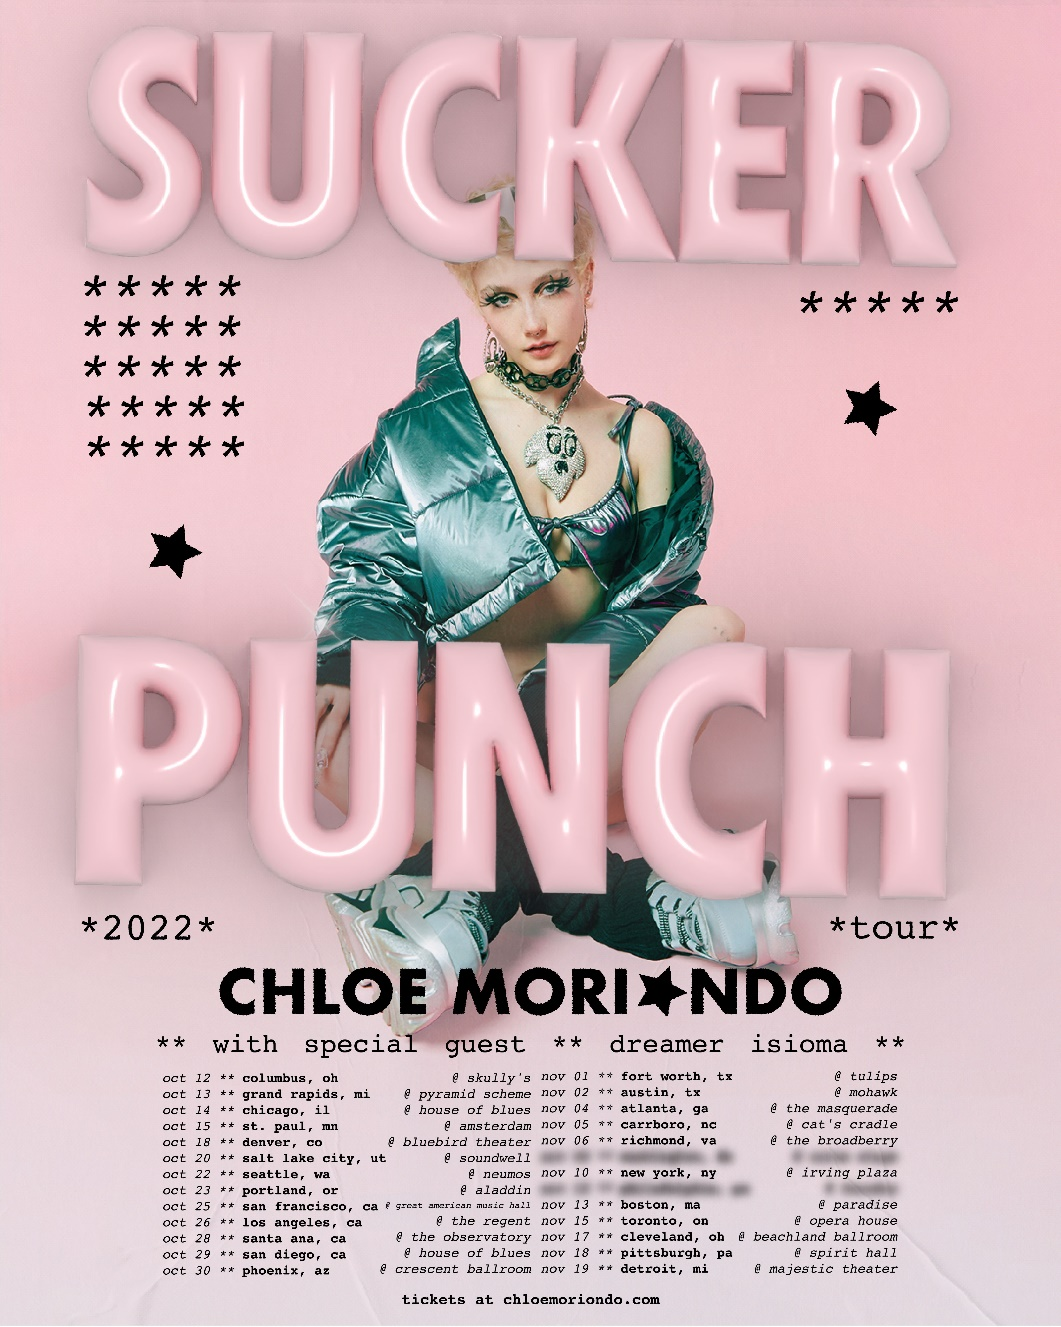 SUCKER
* * * * *
* * * * *
* * * * *
* * * * *
* * * * *
* * * * *
PUNCH
*2022*
*tour*
CHLOE MORI★NDO
** with special guest ** dreamer isioma **
oct 12 ** columbus, oh @ skully's
oct 13 ** grand rapids, mi @ pyramid scheme
oct 14 ** chicago, il @ house of blues
oct 15 ** st. paul, mn @ amsterdam
oct 18 ** denver, co @ bluebird theater
oct 20 ** salt lake city, ut @ soundwell
oct 22 ** seattle, wa @ neumos
oct 23 ** portland, or @ aladdin
oct 25 ** san francisco, ca @ great american music hall
oct 26 ** los angeles, ca @ the regent
oct 28 ** santa ana, ca @ the observatory
oct 29 ** san diego, ca @ house of blues
oct 30 ** phoenix, az @ crescent ballroom
nov 01 ** fort worth, tx @ tulips
nov 02 ** austin, tx @ mohawk
nov 04 ** atlanta, ga @ the masquerade
nov 05 ** carrboro, nc @ cat's cradle
nov 06 ** richmond, va @ the broadberry
nov 10 ** new york, ny @ irving plaza
nov 13 ** boston, ma @ paradise
nov 15 ** toronto, on @ opera house
nov 17 ** cleveland, oh @ beachland ballroom
nov 18 ** pittsburgh, pa @ spirit hall
nov 19 ** detroit, mi @ majestic theater
tickets at chloemoriondo.com